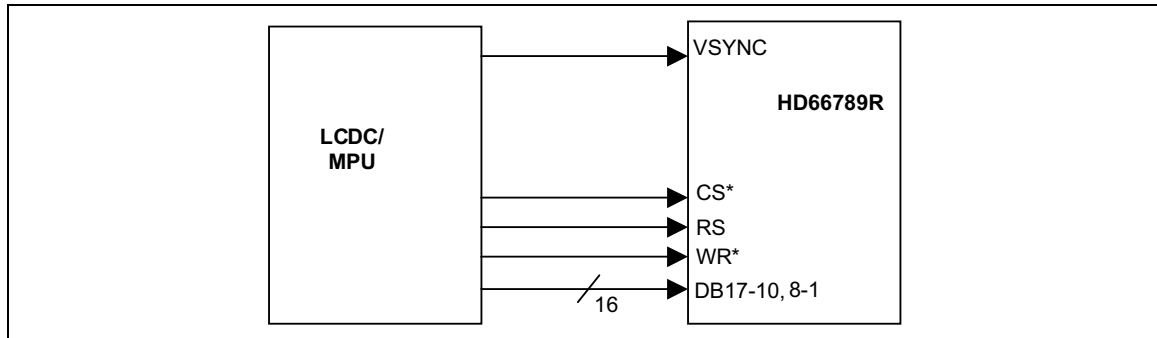 VSYNC
HD66789R
LCDC/
MPU
CS*
RS
WR*
DB17-10, 8-1
16